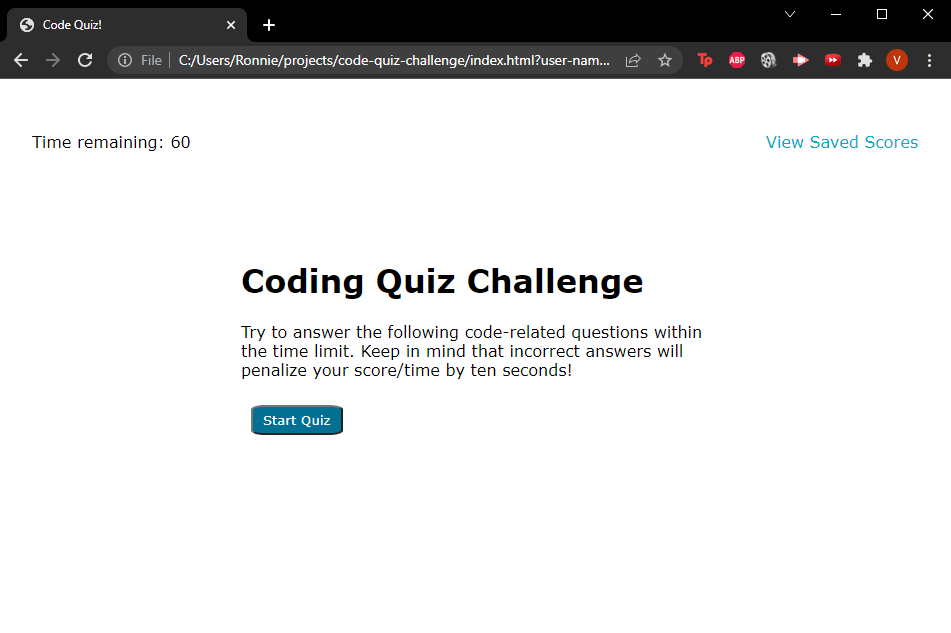 Code Quiz!
File C:/Users/Ronnie/projects/code-quiz-challenge/index.html?user-nam...
Tp ABP V
Time remaining: 60 View Saved Scores
Coding Quiz Challenge
Try to answer the following code-related questions within
the time limit. Keep in mind that incorrect answers will
penalize your score/time by ten seconds!
Start Quiz